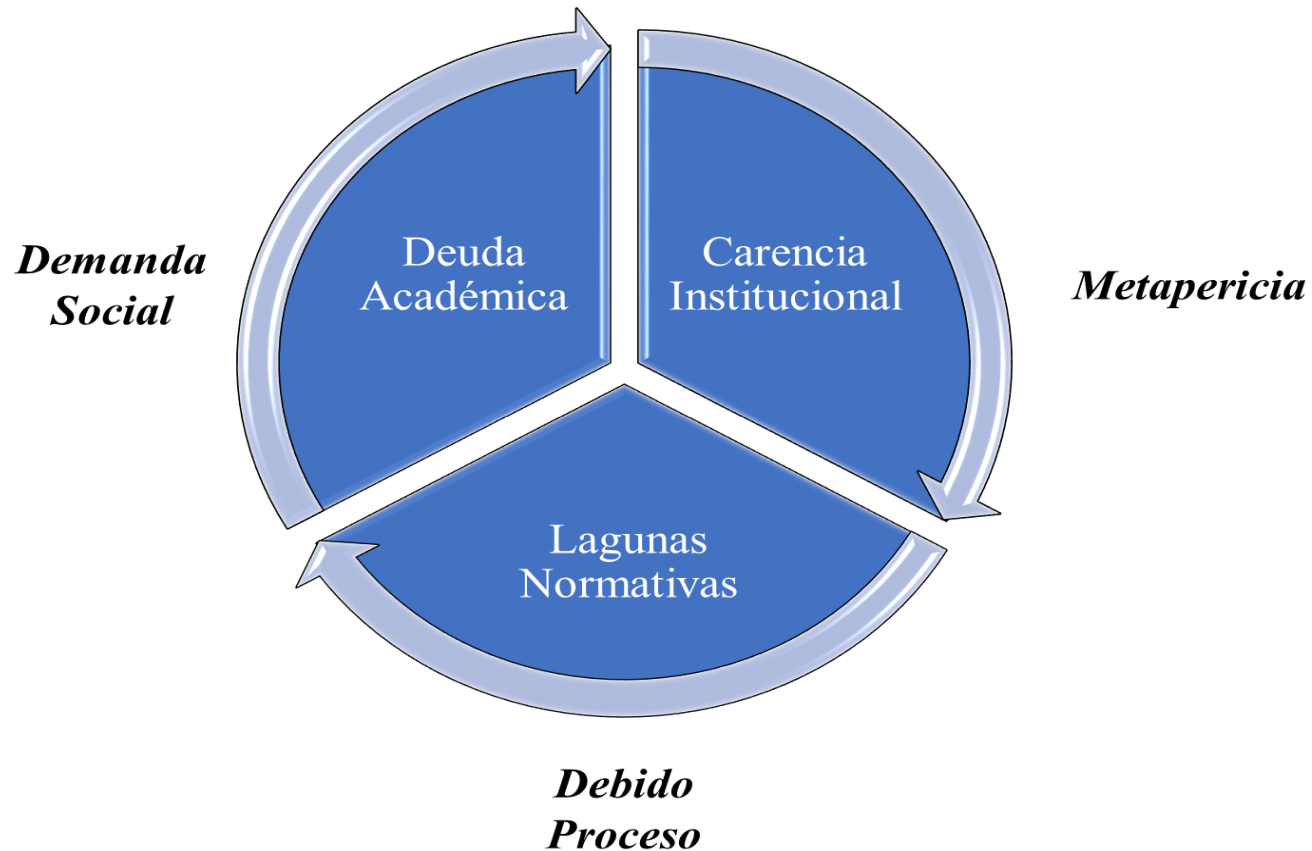 Demanda
Social
Deuda
Académica
Carencia
Institucional
Metapericia
Lagunas
Normativas
Debido
Proceso